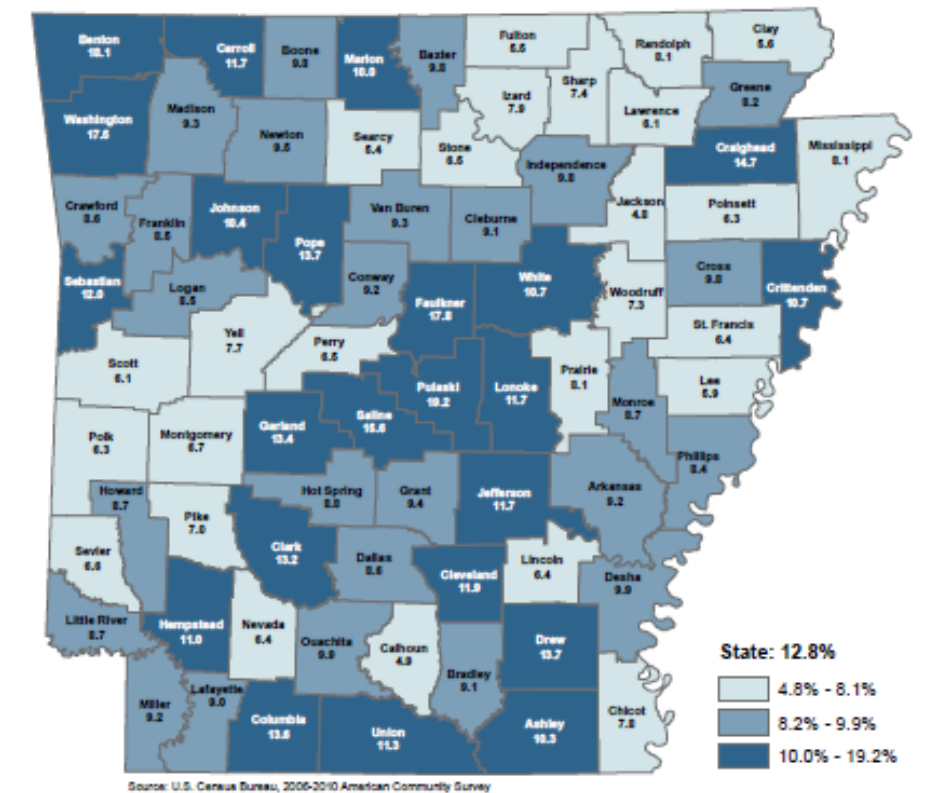 Benton
18.1
Carroll
11.7
Boone
9.8
Marion
10.0
Baxter
9.8
Fulton
Randolph
8.1
Clay
5.6
Washington
17.5
Madison
9.3
Newton
9.5
Searcy
5.4
Stone
6.5
Izard
7.9
Sharp
7.4
Lawrence
6.1
Greene
8.2
Craighead
14.7
Mississippi
8.1
Independence
9.8
Jackson
4.8
Poinsett
6.3
Crawford
8.6
Franklin
8.5
Johnson
10.4
Pope
13.7
Van Buren
9.3
Cleburne
9.1
Sebastian
12.0
Logan
8.5
Conway
9.2
Faulkner
17.8
White
10.7
Woodruff
7.3
Cross
9.8
Crittenden
10.7
St. Francis
6.4
Scott
6.1
Yell
7.7
Perry
6.5
Pulaski
19.2
Lonoke
11.7
Prairie
8.1
Monroe
8.7
Lee
5.9
Phillips
8.4
Polk
6.3
Montgomery
6.7
Garland
13.4
Saline
15.6
Hot Spring
8.8
Grant
9.4
Jefferson
11.7
Arkansas
9.2
Howard
8.7
Pike
7.0
Clark
13.2
Dallas
8.6
Cleveland
11.9
Lincoln
6.4
Desha
9.9
Sevier
6.6
Little River
8.7
Hempstead
11.0
Nevada
6.4
Ouachita
9.9
Calhoun
4.9
Bradley
9.1
Drew
13.7
Miller
9.2
Lafayette
9.0
Columbia
13.6
Union
11.3
Ashley
10.3
Chicot
7.8
State: 12.8%
4.8% - 8.1%
8.2% - 9.9%
10.0% - 19.2%
Source: U.S. Census Bureau, 2006-2010 American Community Survey